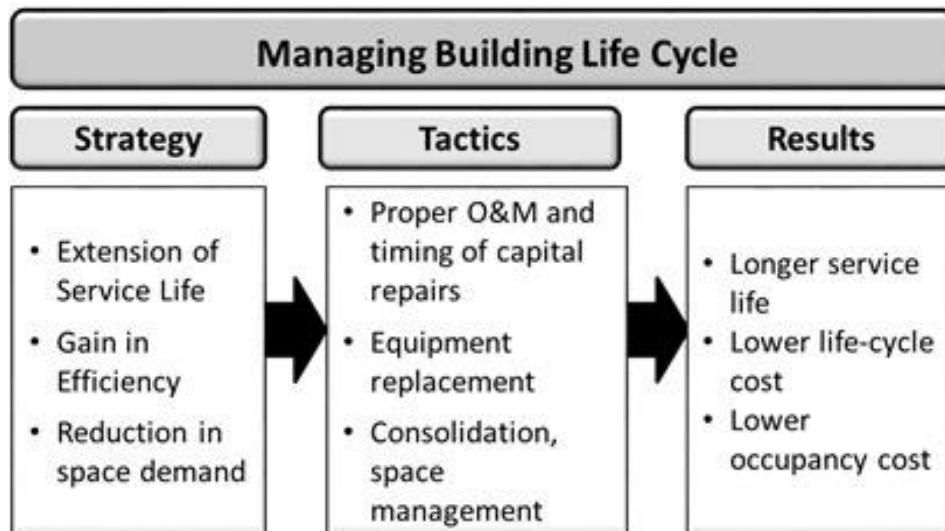 Managing Building Life Cycle
Strategy
• Extension of
Service Life
• Gain in
Efficiency
• Reduction in
space demand
Tactics
• Proper O&M and
timing of capital
repairs
• Equipment
replacement
• Consolidation,
space
management
Results
• Longer service
life
• Lower life-cycle
cost
• Lower
occupancy cost